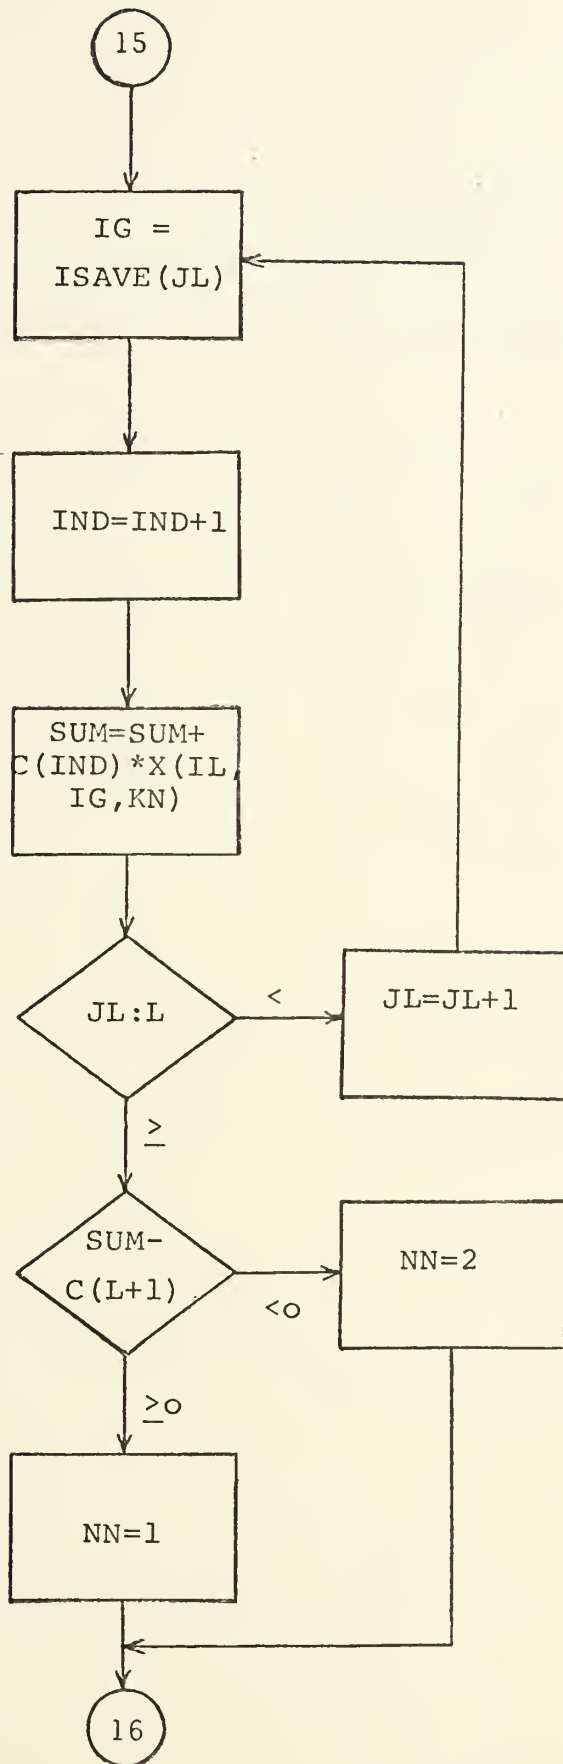 15
IG =
ISAVE(JL)
IND=IND+1
SUM=SUM+
C(IND)*X(IL,
IG,KN)
JL:L
<
JL=JL+1
≥
SUM-
C(L+1)
<o
NN=2
≥o
NN=1
16